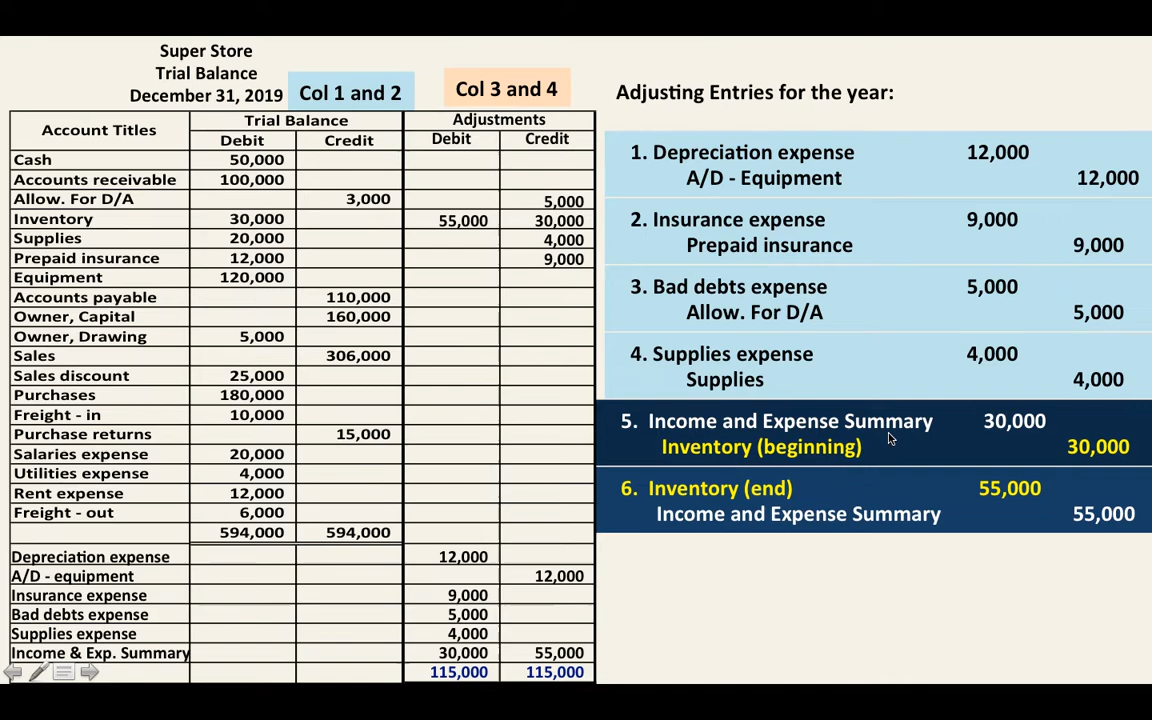 Super Store
Trial Balance
December 31, 2019
Col 1 and 2
Col 3 and 4
Account Titles Trial Balance Adjustments
Debit Credit Debit Credit
Cash 50,000
Accounts receivable 100,000
Allow. For D/A 3,000 5,000
Inventory 30,000 55,000 30,000
Supplies 20,000 4,000
Prepaid insurance 12,000 9,000
Equipment 120,000
Accounts payable 110,000
Owner, Capital 160,000
Owner, Drawing 5,000
Sales 306,000
Sales discount 25,000
Purchases 180,000
Freight - in 10,000
Purchase returns 15,000
Salaries expense 20,000
Utilities expense 4,000
Rent expense 12,000
Freight - out 6,000
594,000 594,000
Depreciation expense 12,000
A/D - equipment 12,000
Insurance expense 9,000
Bad debts expense 5,000
Supplies expense 4,000
Income & Exp. Summary 30,000 55,000
115,000 115,000
Adjusting Entries for the year:
1. Depreciation expense 12,000
A/D - Equipment 12,000
2. Insurance expense 9,000
Prepaid insurance 9,000
3. Bad debts expense 5,000
Allow. For D/A 5,000
4. Supplies expense 4,000
Supplies 4,000
5. Income and Expense Summary 30,000
Inventory (beginning) 30,000
6. Inventory (end) 55,000
Income and Expense Summary 55,000